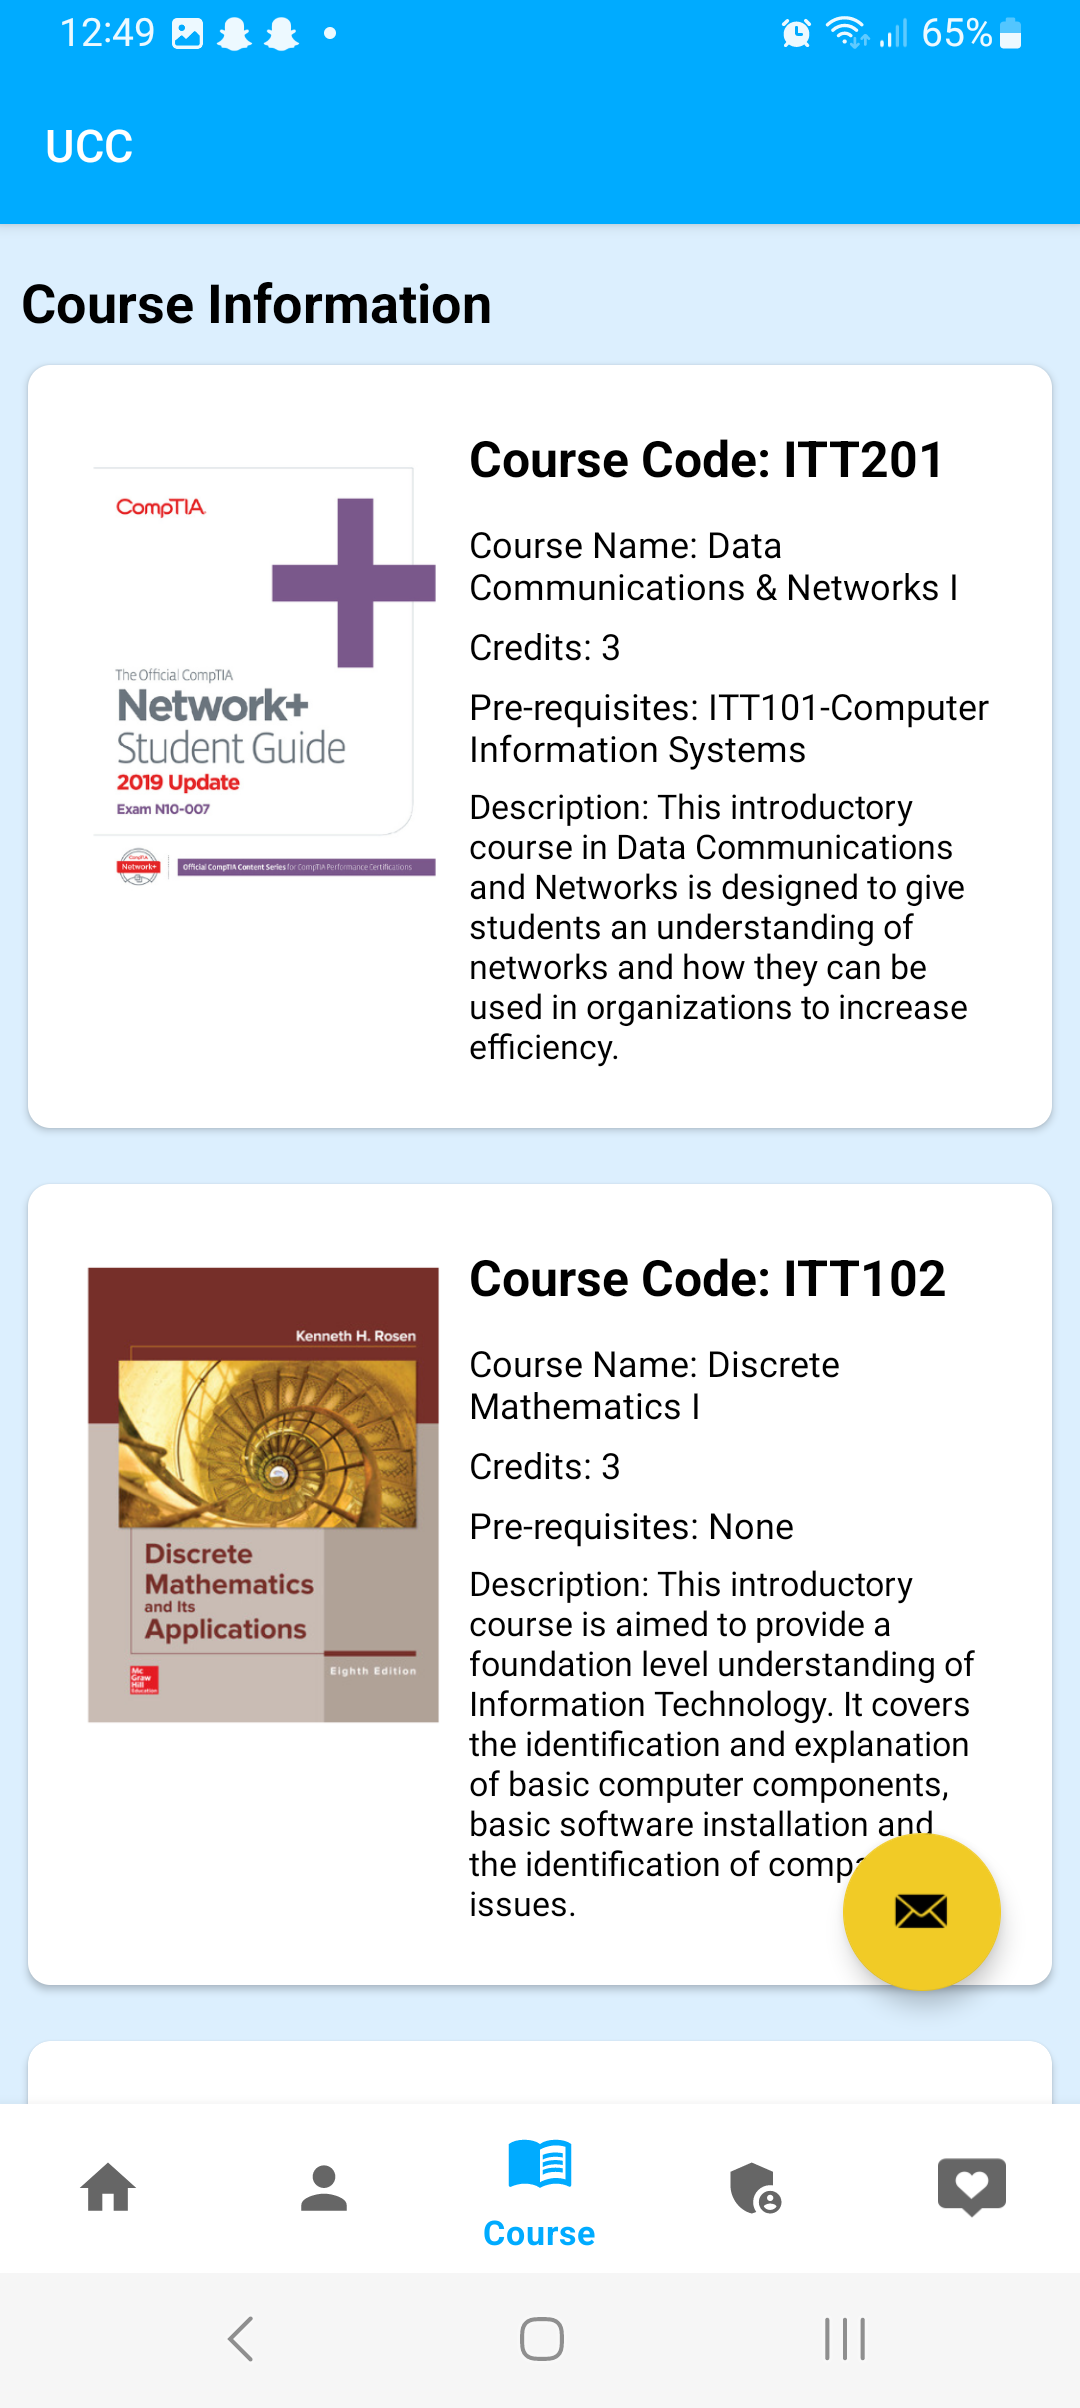 12:49
65%
UCC
Course Information
CompTIA
The Official CompTIA
Network+
Student Guide
2019 Update
Exam N10-007
CompTIA
Network+
Official CompTIA Content Series for CompTIA Performance Certifications
Course Code: ITT201
Course Name: Data
Communications & Networks I
Credits: 3
Pre-requisites: ITT101-Computer
Information Systems
Description: This introductory
course in Data Communications
and Networks is designed to give
students an understanding of
networks and how they can be
used in organizations to increase
efficiency.
Kenneth H. Rosen
Discrete
Mathematics
and Its
Applications
Eighth Edition
Mc
Graw
Hill
Education
Course Code: ITT102
Course Name: Discrete
Mathematics I
Credits: 3
Pre-requisites: None
Description: This introductory
course is aimed to provide a
foundation level understanding of
Information Technology. It covers
the identification and explanation
of basic computer components,
basic software installation and
the identification of
issues.
Course